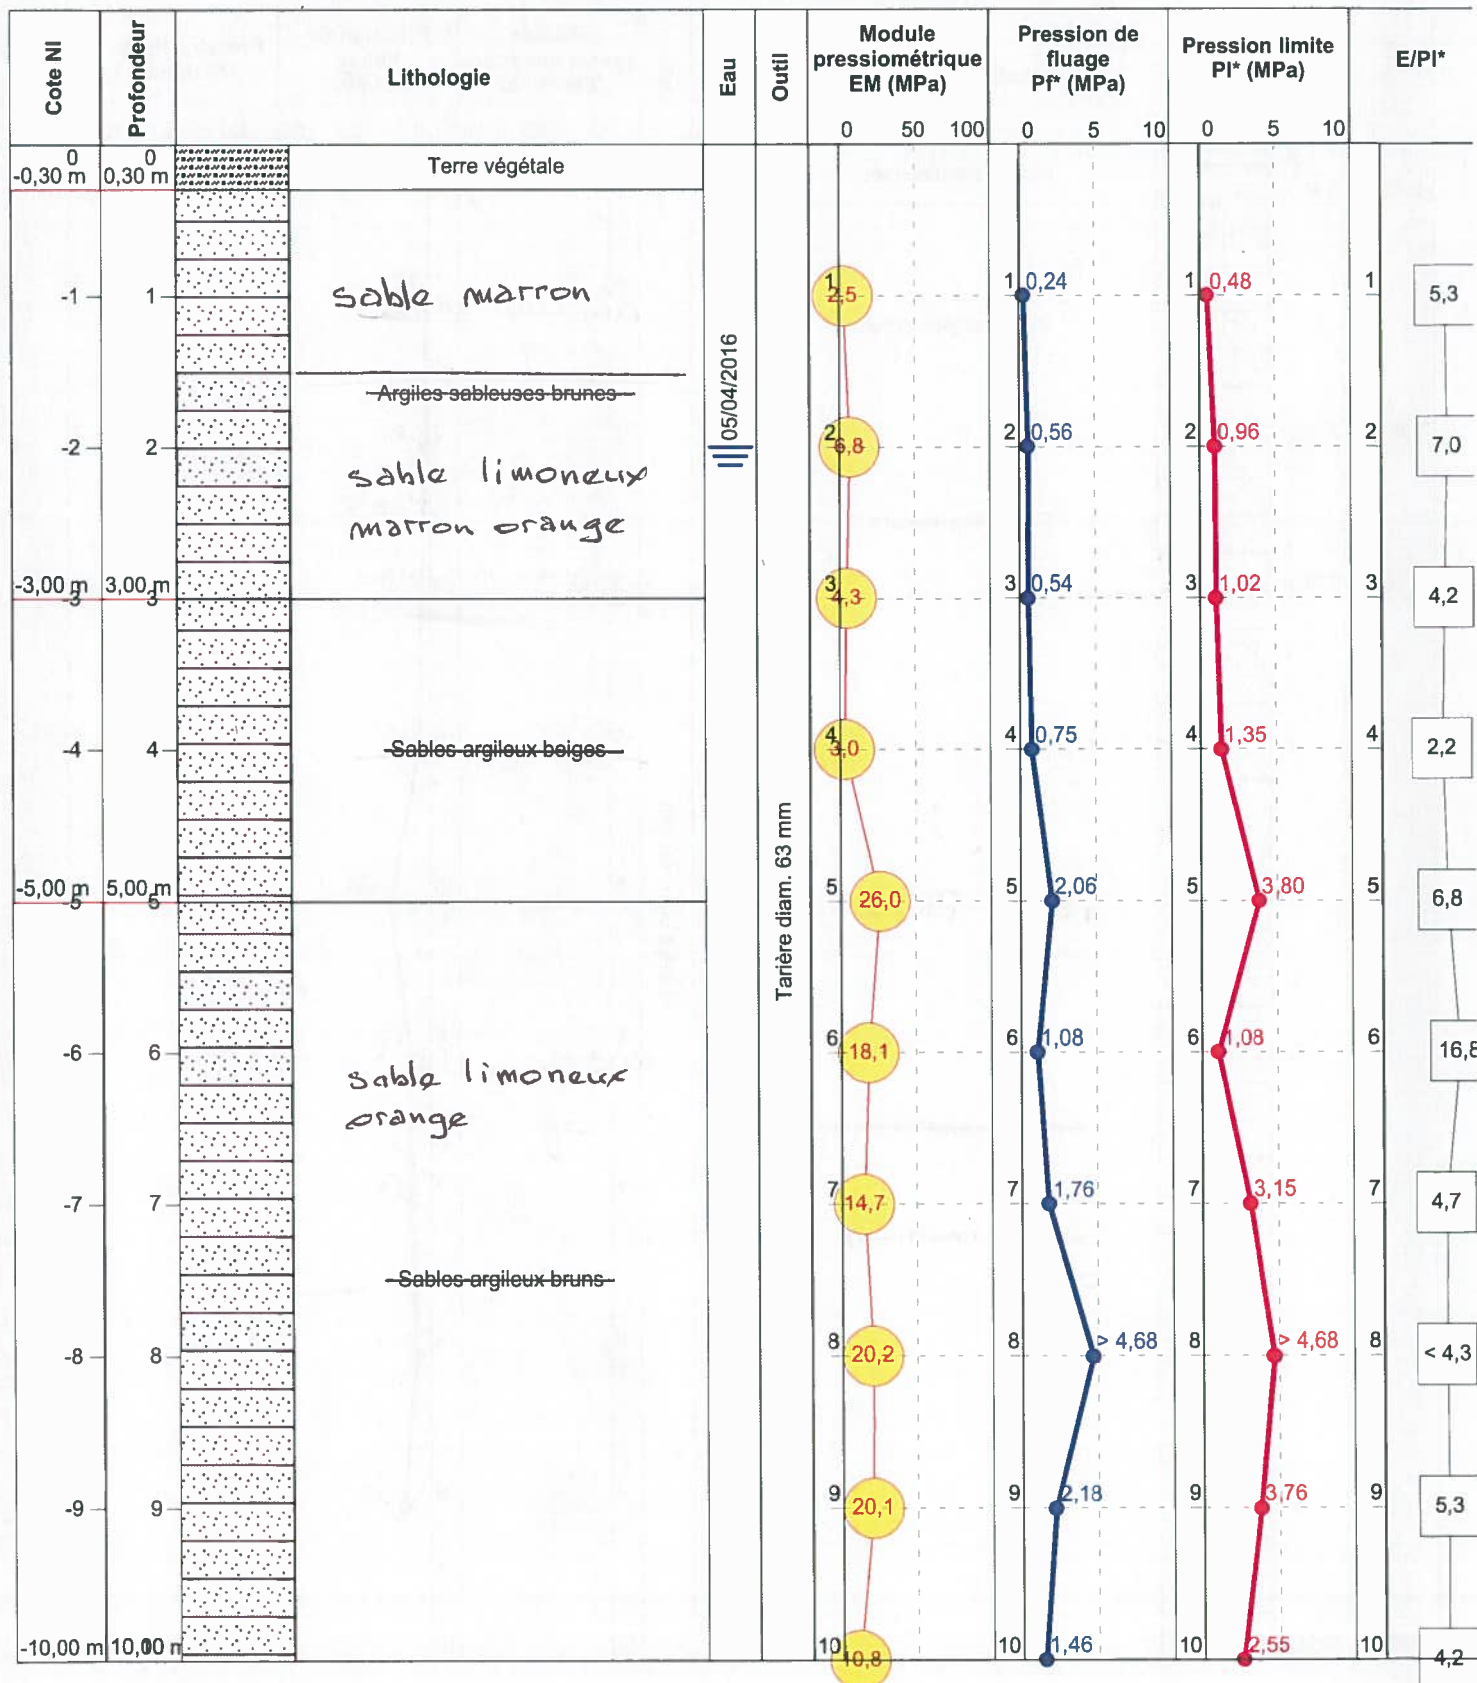 Cote NI
Profondeur
Lithologie
Eau
Outil
Module
pressiométrique
EM (MPa)
0 50 100
Pression de
fluage
Pf* (MPa)
0 5 10
Pression limite
Pl* (MPa)
0 5 10
E/Pl*
0 0
-0,30 m 0,30 m
Terre végétale
-1 1
sable marron
1 2,5 1 0,24 1 0,48 1 5,3
05/04/2016
Argiles sableuses brunes
-2 2
2 6,8 2 0,56 2 0,96 2 7,0
sable limoneux
marron orange
-3,00 m 3,00 m
-3 3
3 4,3 3 0,54 3 1,02 3 4,2
-4 4
Sables argileux beiges
4 3,0 4 0,75 4 1,35 4 2,2
Tarière diam. 63 mm
-5,00 m 5,00 m
-5 5
5 26,0 5 2,06 5 3,80 5 6,8
-6 6
6 18,1 6 1,08 6 1,08 6 16,8
sable limoneux
orange
-7 7
7 14,7 7 1,76 7 3,15 7 4,7
Sables argileux bruns
-8 8
8 20,2 8 > 4,68 8 > 4,68 8 < 4,3
-9 9
9 20,1 9 2,18 9 3,76 9 5,3
-10,00 m 10,00 m
10 10,8 10 1,46 10 2,55 10 4,2